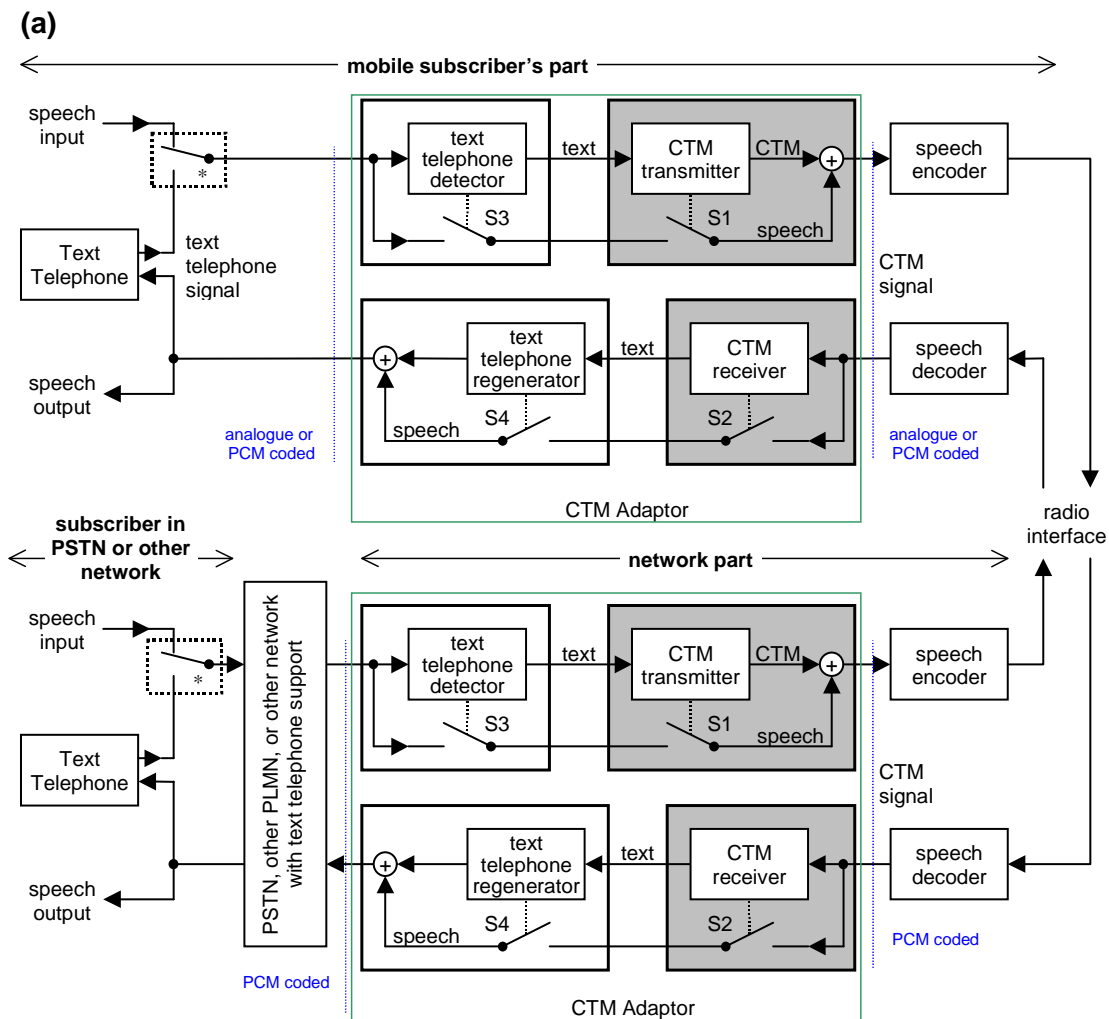 (a)
mobile subscriber's part
speech
input
*
text
telephone
detector
text
CTM
transmitter
CTM
+
speech
encoder
S3
S1
speech
Text
Telephone
text
telephone
signal
CTM
signal
+
text
telephone
regenerator
text
CTM
receiver
speech
decoder
speech
output
speech
S4
S2
analogue or
PCM coded
analogue or
PCM coded
CTM Adaptor
radio
interface
subscriber in
PSTN or other
network
network part
speech
input
*
PSTN, other PLMN, or other network
with text telephone support
text
telephone
detector
text
CTM
transmitter
CTM
+
speech
encoder
S3
S1
speech
Text
Telephone
CTM
signal
+
text
telephone
regenerator
text
CTM
receiver
speech
decoder
speech
output
speech
S4
S2
PCM coded
PCM coded
CTM Adaptor